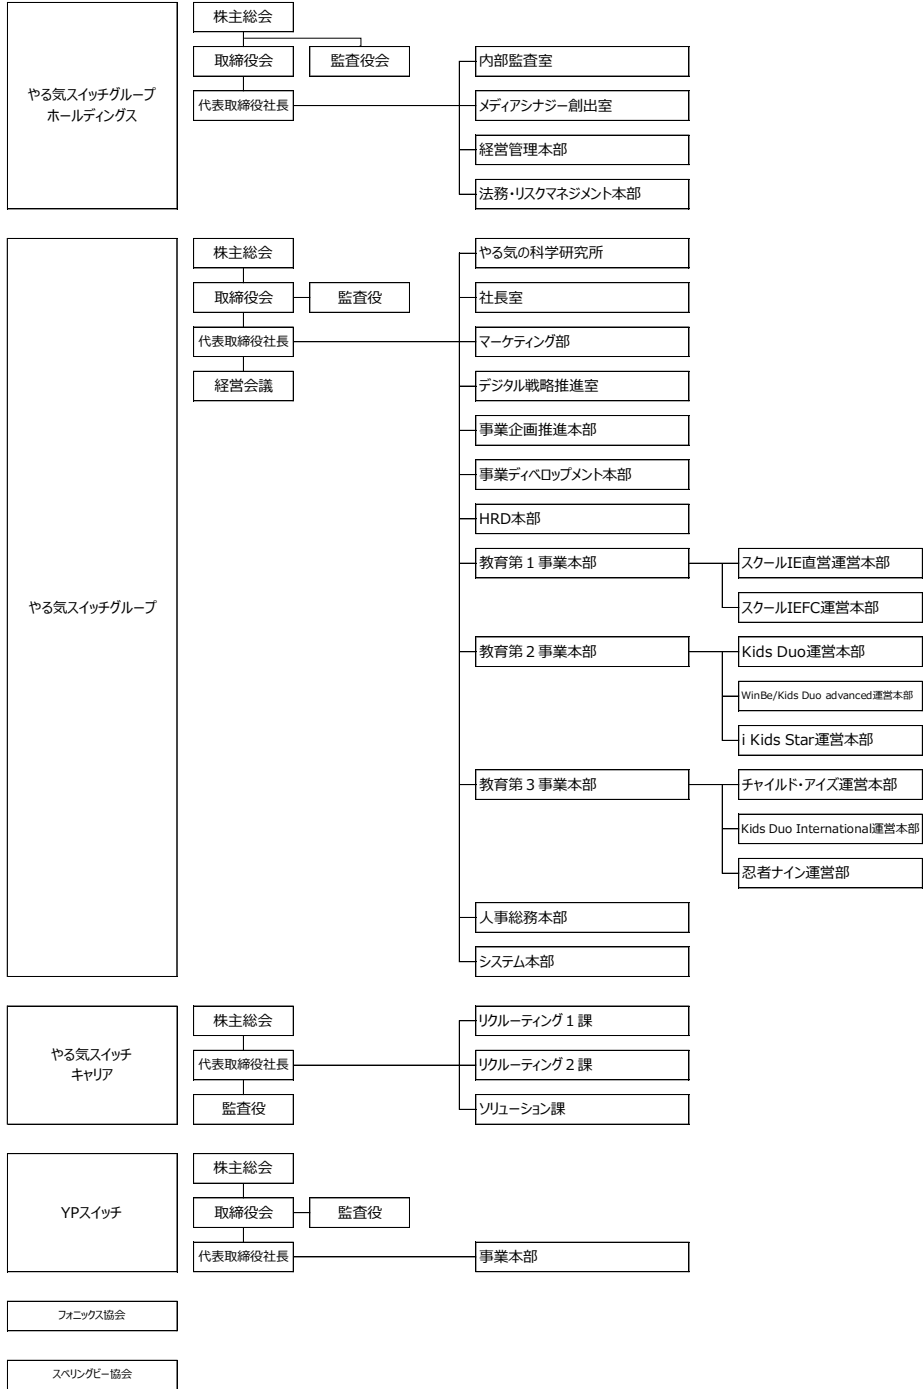 やる気スイッチグループ
ホールディングス
株主総会
取締役会
監査役会
代表取締役社長
内部監査室
メディアシナジー創出室
経営管理本部
法務・リスクマネジメント本部
やる気スイッチグループ
株主総会
取締役会
監査役
代表取締役社長
経営会議
やる気の科学研究所
社長室
マーケティング部
デジタル戦略推進室
事業企画推進本部
事業ディベロップメント本部
HRD本部
教育第１事業本部
スクールIE直営運営本部
スクールIEFC運営本部
教育第２事業本部
Kids Duo運営本部
WinBe/Kids Duo advanced運営本部
i Kids Star運営本部
教育第３事業本部
チャイルド・アイズ運営本部
Kids Duo International運営本部
忍者ナイン運営部
人事総務本部
システム本部
やる気スイッチ
キャリア
株主総会
代表取締役社長
監査役
リクルーティング１課
リクルーティング２課
ソリューション課
YPスイッチ
株主総会
取締役会
監査役
代表取締役社長
事業本部
フォニックス協会
スペリングビー協会